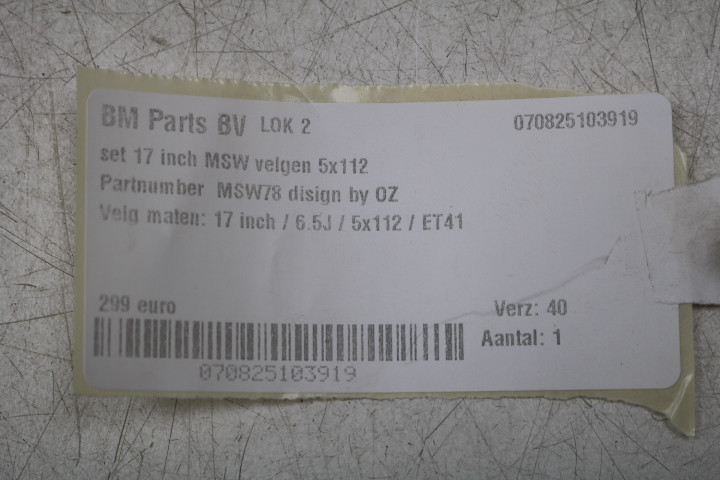 BM Parts BV LOK 2 070825103919
set 17 inch MSW velgen 5x112
Partnumber MSW78 disign by OZ
Velg maten: 17 inch / 6.5J / 5x112 / ET41
299 euro Verz: 40
Aantal: 1
070825103919